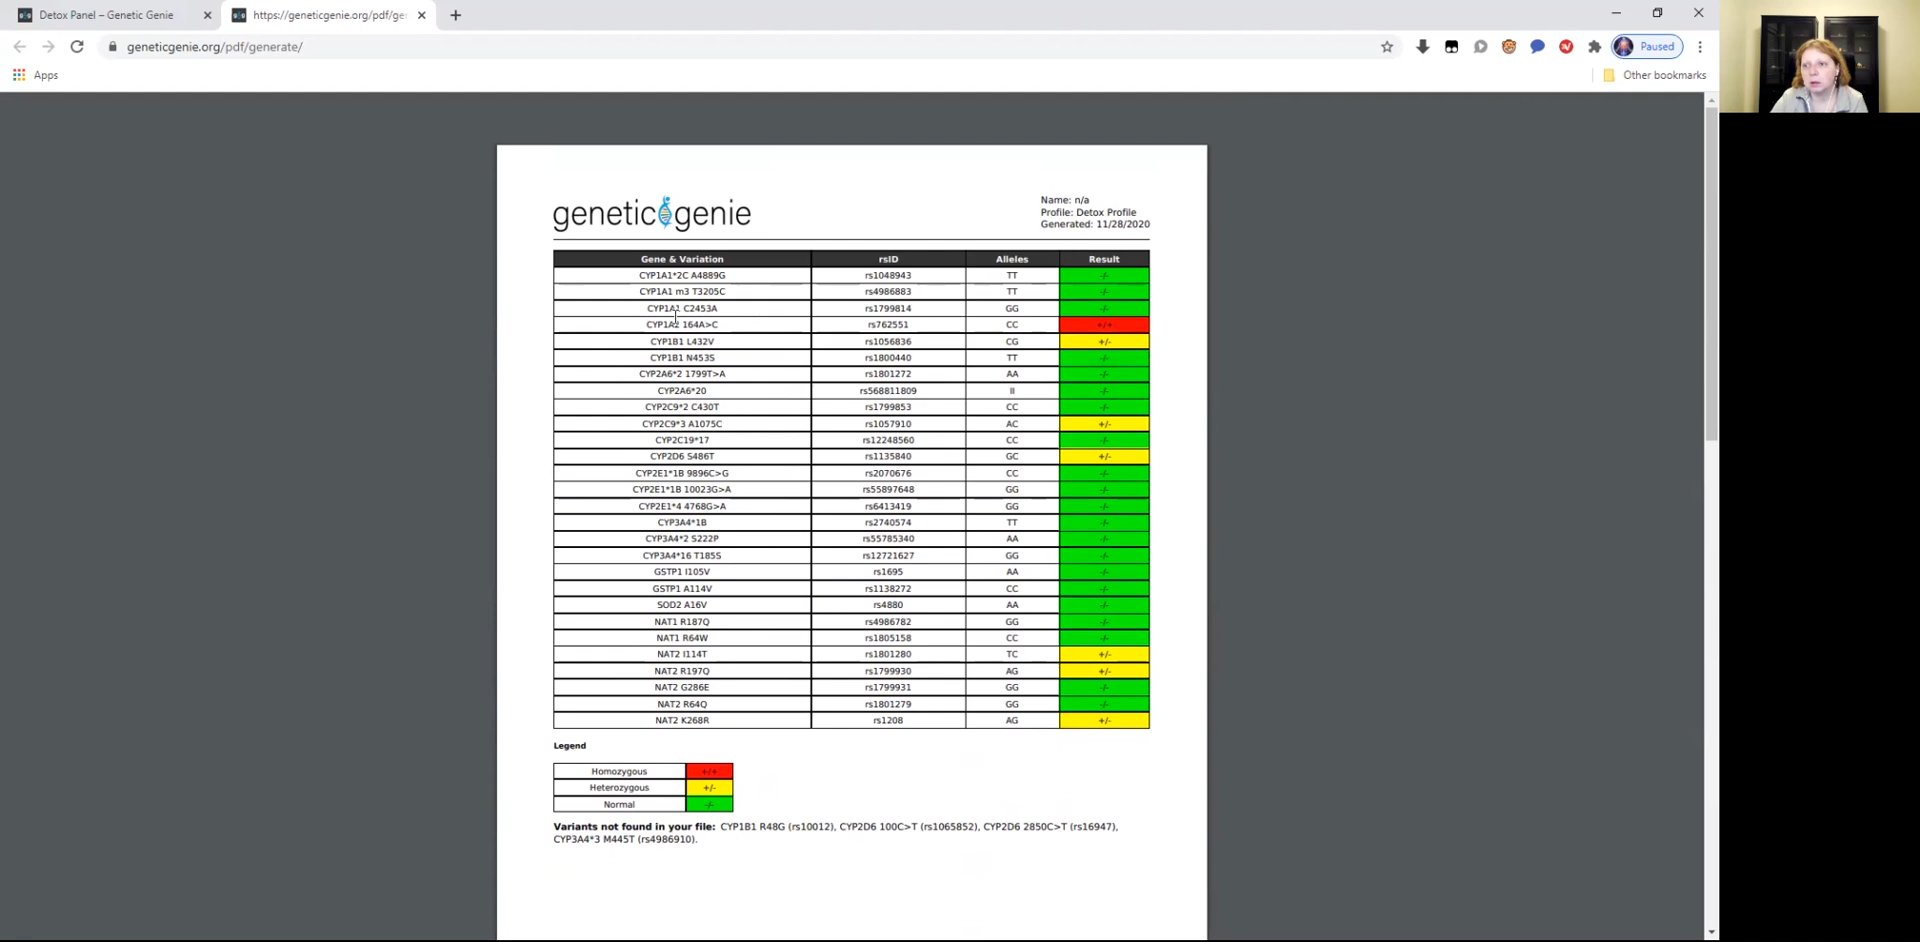 Detox Panel – Genetic Genie
https://geneticgenie.org/pdf/ge
geneticgenie.org/pdf/generate/
Paused
Apps
Other bookmarks
genetic genie
Name: n/a
Profile: Detox Profile
Generated: 11/28/2020
Gene & Variation rsID Alleles Result
CYP1A1*2C A4889G rs1048943 TT -/-
CYP1A1 m3 T3205C rs4986883 TT -/-
CYP1A1 C2453A rs1799814 GG -/-
CYP1A2 164A>C rs762551 CC +/+
CYP1B1 L432V rs1056836 CG +/-
CYP1B1 N453S rs1800440 TT -/-
CYP2A6*2 1799T>A rs1801272 AA -/-
CYP2A6*20 rs568811809 II -/-
CYP2C9*2 C430T rs1799853 CC -/-
CYP2C9*3 A1075C rs1057910 AC +/-
CYP2C19*17 rs12248560 CC -/-
CYP2D6 S486T rs1135840 GC +/-
CYP2E1*1B 9896C>G rs2070676 CC -/-
CYP2E1*1B 10023G>A rs55897648 GG -/-
CYP2E1*4 4768G>A rs6413419 GG -/-
CYP3A4*1B rs2740574 TT -/-
CYP3A4*2 S222P rs55785340 AA -/-
CYP3A4*16 T185S rs12721627 GG -/-
GSTP1 I105V rs1695 AA -/-
GSTP1 A114V rs1138272 CC -/-
SOD2 A16V rs4880 AA -/-
NAT1 R187Q rs4986782 GG -/-
NAT1 R64W rs1805158 CC -/-
NAT2 I114T rs1801280 TC +/-
NAT2 R197Q rs1799930 AG +/-
NAT2 G286E rs1799931 GG -/-
NAT2 R64Q rs1801279 GG -/-
NAT2 K268R rs1208 AG +/-
Legend
Homozygous +/+
Heterozygous +/-
Normal -/-
Variants not found in your file: CYP1B1 R48G (rs10012), CYP2D6 100C>T (rs1065852), CYP2D6 2850C>T (rs16947),
CYP3A4*3 M445T (rs4986910).